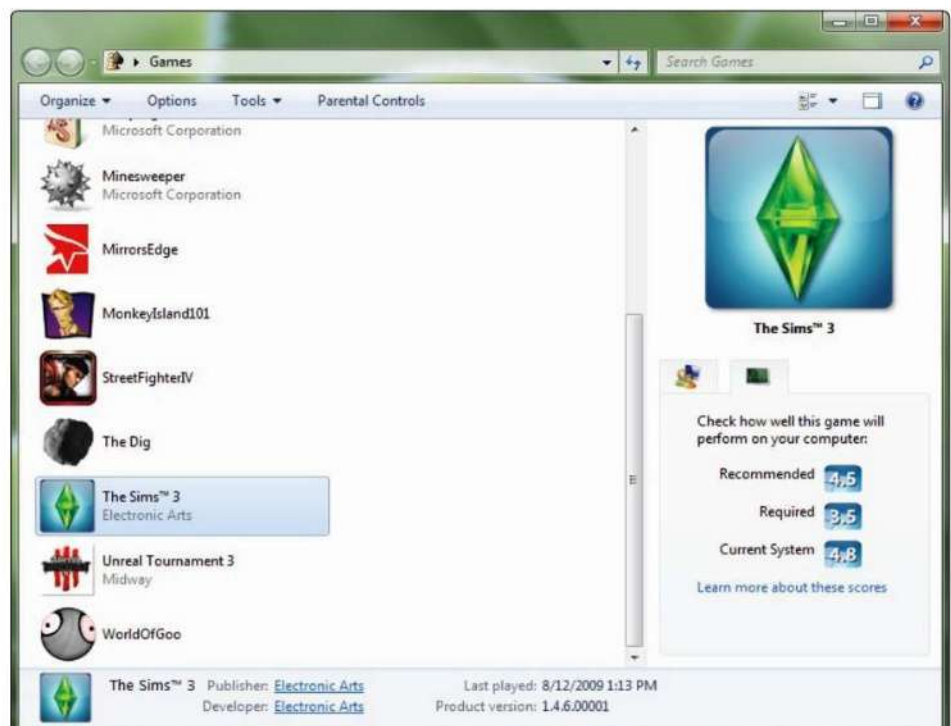 Games
Search Games
Organize
Options
Tools
Parental Controls
Microsoft Corporation
Minesweeper
Microsoft Corporation
MirrorsEdge
MonkeyIsland101
StreetFighterIV
The Dig
The Sims™ 3
Electronic Arts
Unreal Tournament 3
Midway
WorldOfGoo
The Sims™ 3
Check how well this game will
perform on your computer:
Recommended 4,5
Required 3,5
Current System 4,8
Learn more about these scores
The Sims™ 3 Publisher: Electronic Arts Last played: 8/12/2009 1:13 PM
Developer: Electronic Arts Product version: 1.4.6.00001